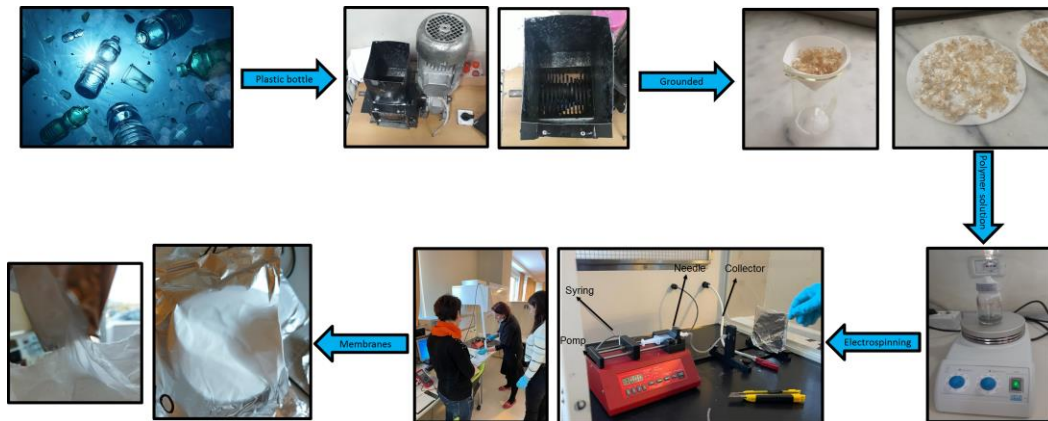 Plastic bottle
Grounded
Polymer solution
Electrospinning
Needle
Collector
Syring
Pomp
Membranes